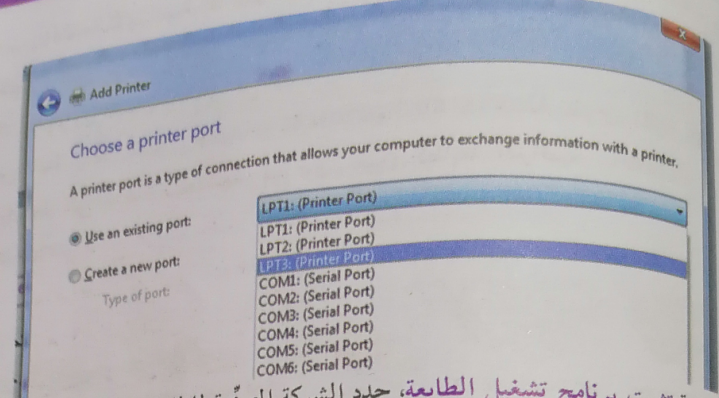 Add Printer
Choose a printer port
A printer port is a type of connection that allows your computer to exchange information with a printer.
Use an existing port:
LPT1: (Printer Port)
LPT1: (Printer Port)
LPT2: (Printer Port)
LPT3: (Printer Port)
Create a new port:
COM1: (Serial Port)
Type of port:
COM2: (Serial Port)
COM3: (Serial Port)
COM4: (Serial Port)
COM5: (Serial Port)
COM6: (Serial Port)
برنامج تشغيل الطابعة، حدد الشركة